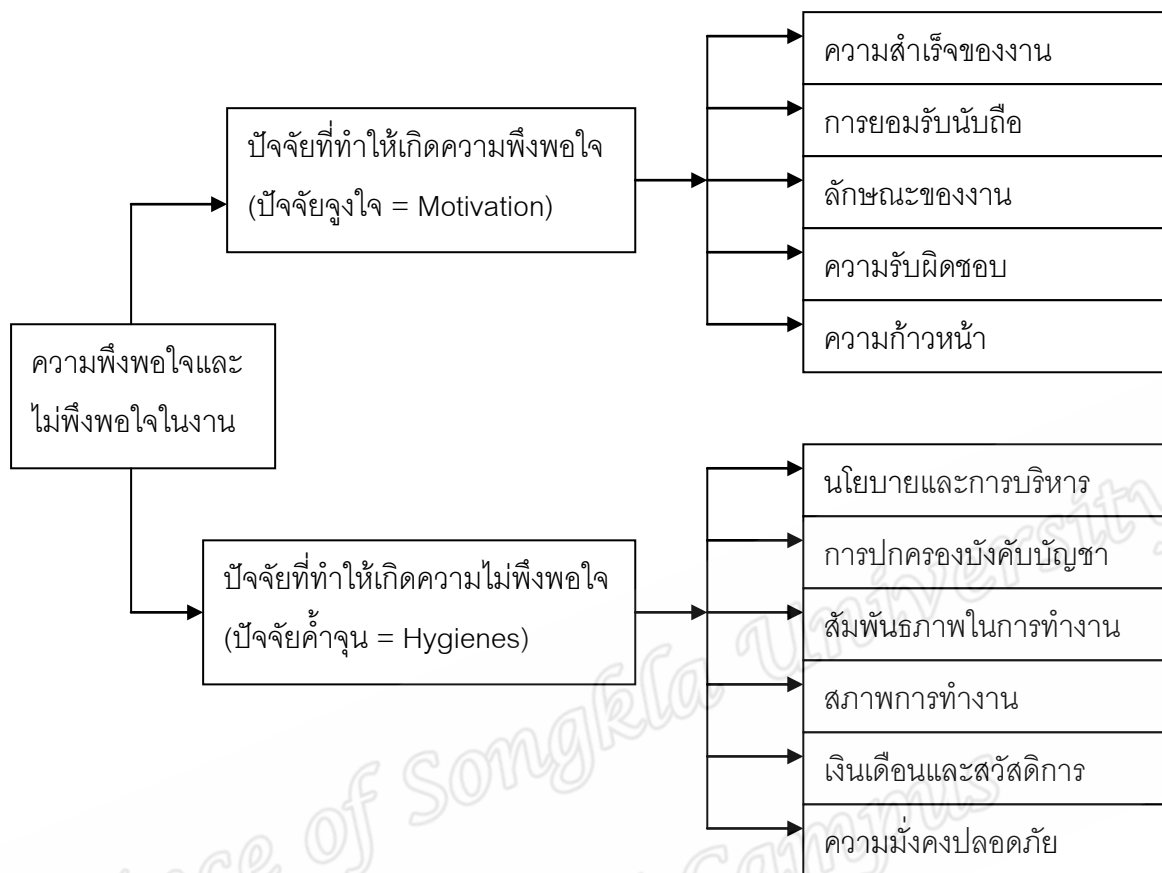 ความสำเร็จของงาน
การยอมรับนับถือ
ลักษณะของงาน
ความรับผิดชอบ
ความก้าวหน้า
ปัจจัยที่ทำให้เกิดความพึงพอใจ
(ปัจจัยจูงใจ = Motivation)
ความพึงพอใจและ
ไม่พึงพอใจในงาน
ปัจจัยที่ทำให้เกิดความไม่พึงพอใจ
(ปัจจัยค้ำจุน = Hygienes)
นโยบายและการบริหาร
การปกครองบังคับบัญชา
สัมพันธภาพในการทำงาน
สภาพการทำงาน
เงินเดือนและสวัสดิการ
ความมั่งคงปลอดภัย
of Songkla University
Campus